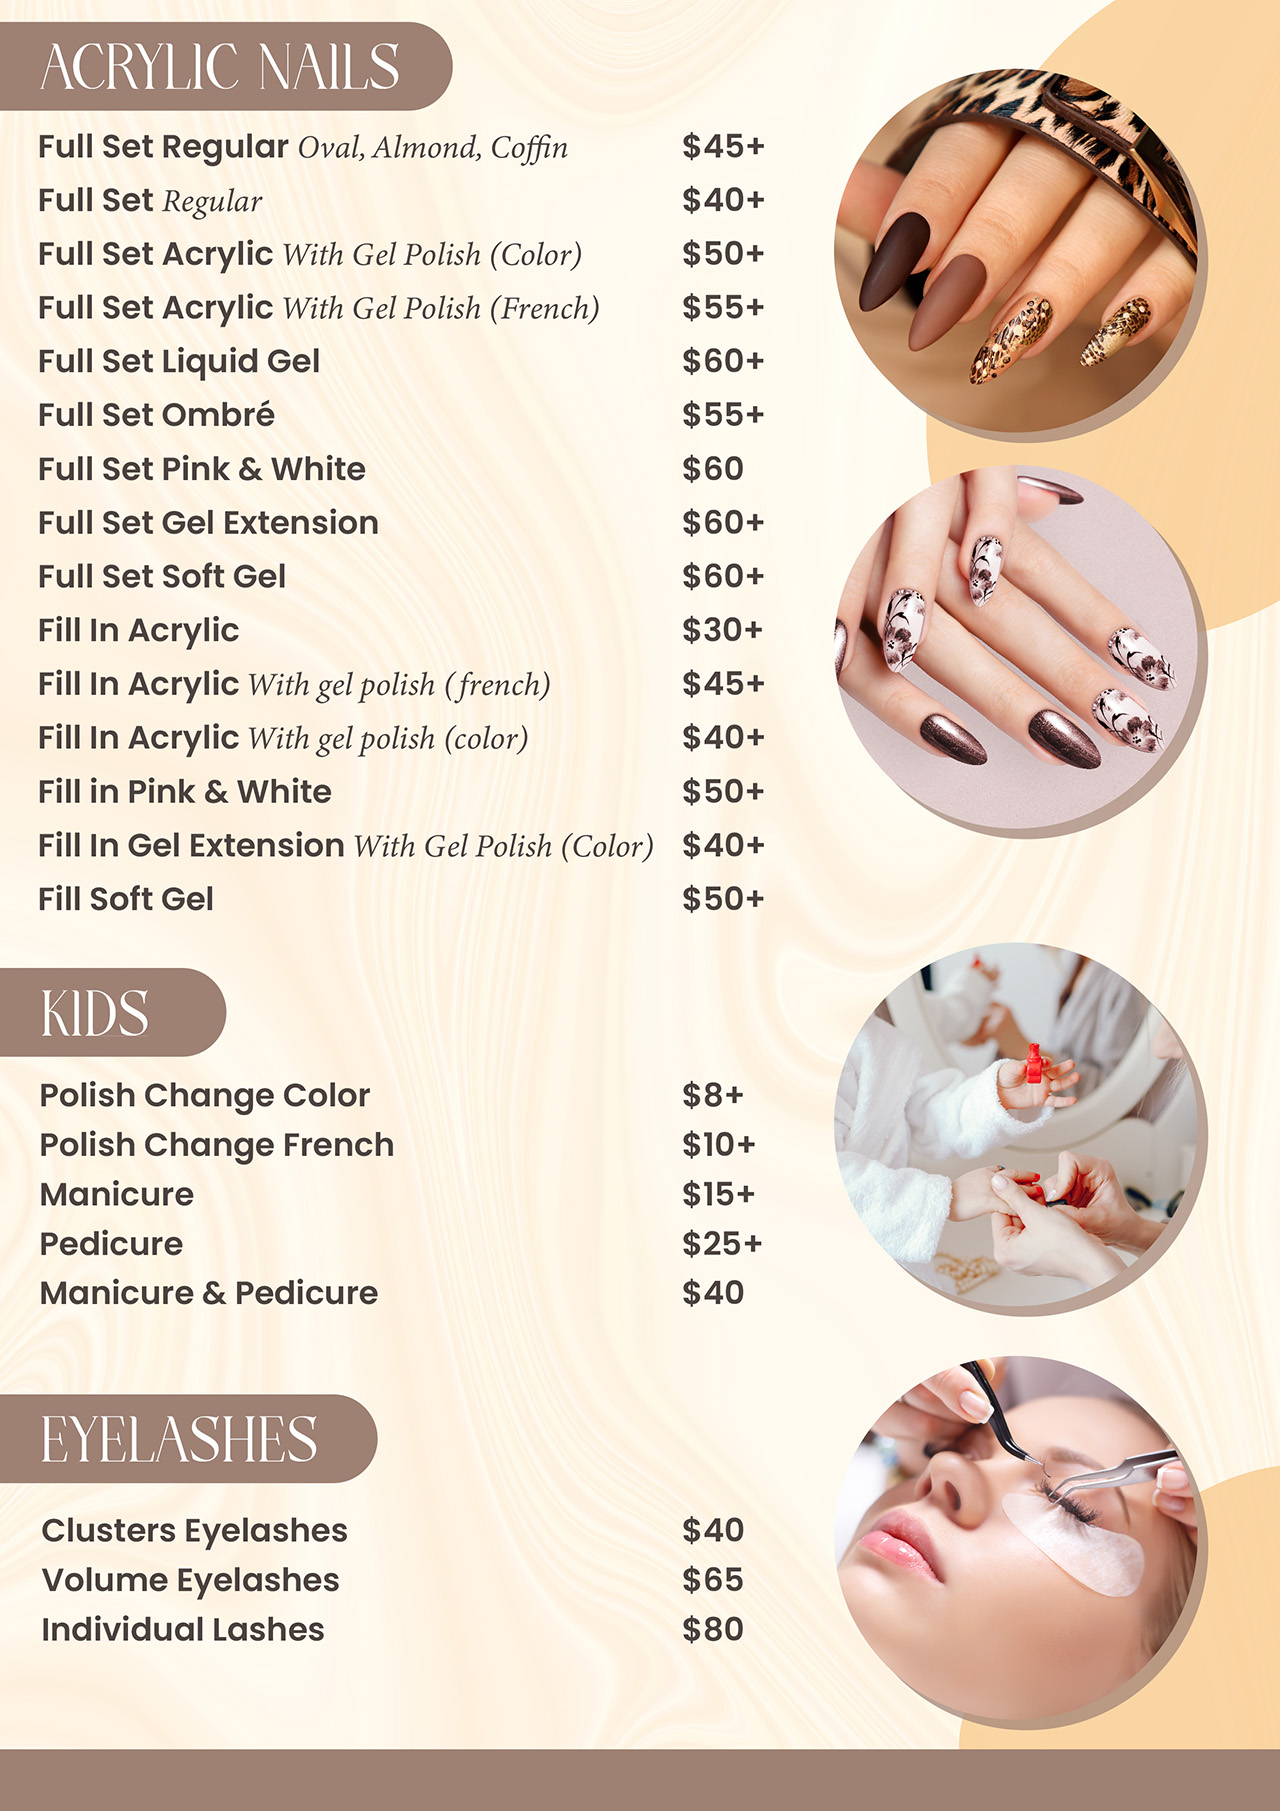 ACRYLIC NAILS
Full Set Regular Oval, Almond, Coffin $45+
Full Set Regular $40+
Full Set Acrylic With Gel Polish (Color) $50+
Full Set Acrylic With Gel Polish (French) $55+
Full Set Liquid Gel $60+
Full Set Ombré $55+
Full Set Pink & White $60
Full Set Gel Extension $60+
Full Set Soft Gel $60+
Fill In Acrylic $30+
Fill In Acrylic With gel polish (french) $45+
Fill In Acrylic With gel polish (color) $40+
Fill in Pink & White $50+
Fill In Gel Extension With Gel Polish (Color) $40+
Fill Soft Gel $50+
KIDS
Polish Change Color $8+
Polish Change French $10+
Manicure $15+
Pedicure $25+
Manicure & Pedicure $40
EYELASHES
Clusters Eyelashes $40
Volume Eyelashes $65
Individual Lashes $80